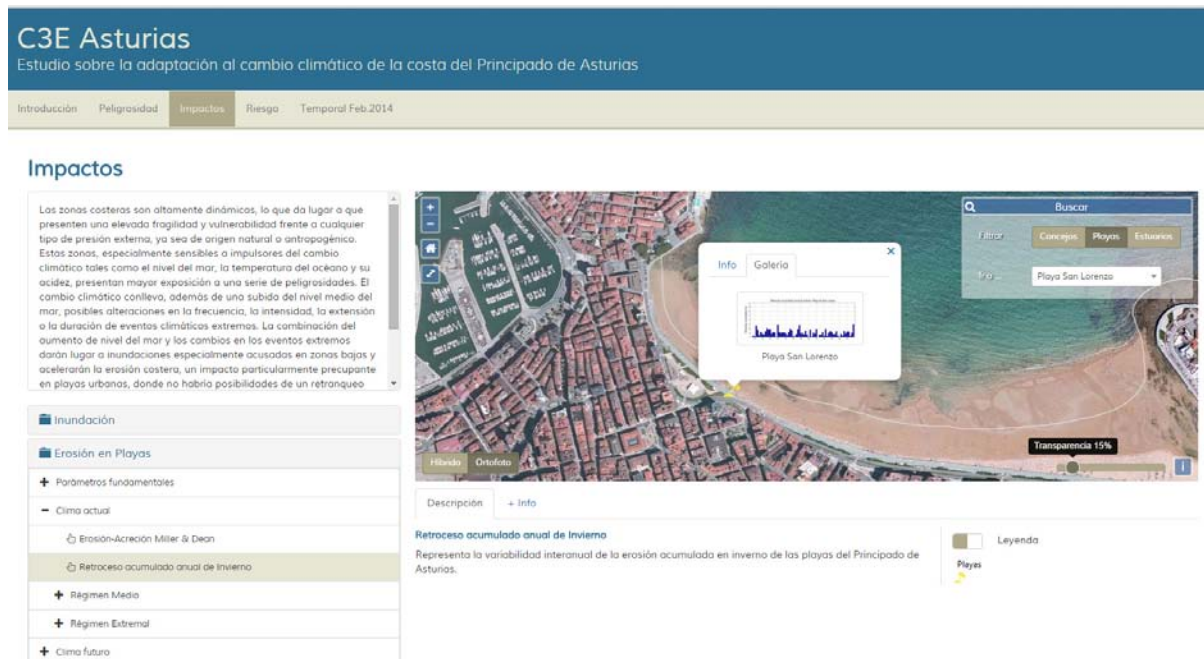 C3E Asturias
Estudio sobre la adaptación al cambio climático de la costa del Principado de Asturias
Introducción Peligrosidad Impactos Riesgo Temporal Feb.2014
Impactos
Las zonas costeras son altamente dinámicas, lo que da lugar a que
presenten una elevada fragilidad y vulnerabilidad frente a cualquier
tipo de presión externa, ya sea de origen natural o antropogénico.
Estas zonas, especialmente sensibles a impulsores del cambio
climático tales como el nivel del mar, la temperatura del océano y su
acidez, presentan mayor exposición a una serie de peligrosidades. El
cambio climático conlleva, además de una subida del nivel medio del
mar, posibles alteraciones en la frecuencia, la intensidad, la extensión
o la duración de eventos climáticos extremos. La combinación del
aumento de nivel del mar y los cambios en los eventos extremos
darán lugar a inundaciones especialmente acusadas en zonas bajas y
acelerarán la erosión costera, un impacto particularmente precupante
en playas urbanas, donde no habría posibilidades de un retranqueo
Inundación
Erosión en Playas
+ Parámetros fundamentales
− Clima actual
Erosión-Acreción Miller & Dean
Retroceso acumulado anual de Invierno
+ Régimen Medio
+ Régimen Extremal
+ Clima futuro
+
−
Buscar
Filtrar Concejos Playas Estuarios
Ir a ... Playa San Lorenzo
Info Galería
×
Playa San Lorenzo
Híbrido Ortofoto
Transparencia 15%
i
Descripción + Info
Retroceso acumulado anual de Invierno
Representa la variabilidad interanual de la erosión acumulada en inverno de las playas del Principado de
Asturias.
Leyenda
Playas